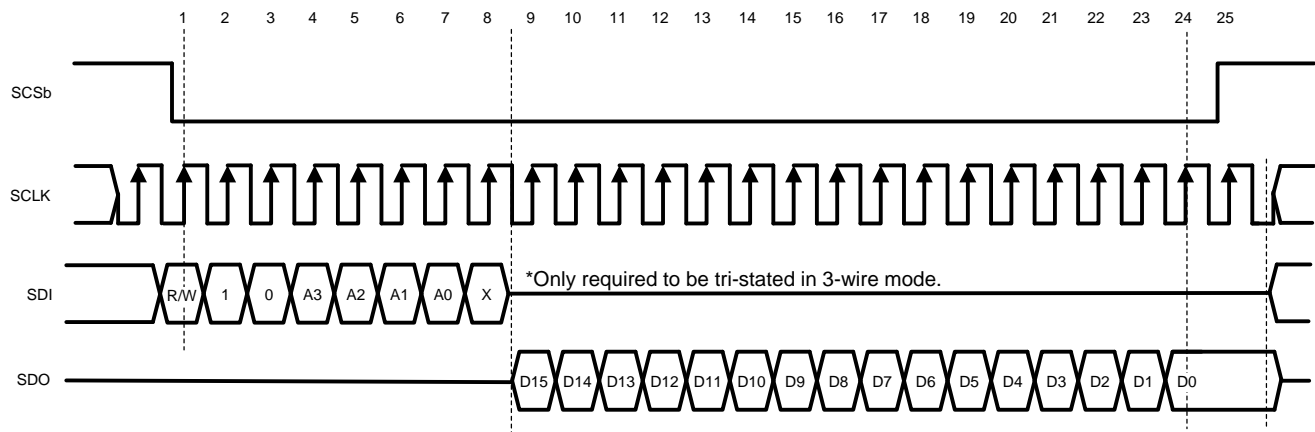 1 2 3 4 5 6 7 8 9 10 11 12 13 14 15 16 17 18 19 20 21 22 23 24 25
SCSb
SCLK
SDI R/W 1 0 A3 A2 A1 A0 X *Only required to be tri-stated in 3-wire mode.
SDO D15 D14 D13 D12 D11 D10 D9 D8 D7 D6 D5 D4 D3 D2 D1 D0